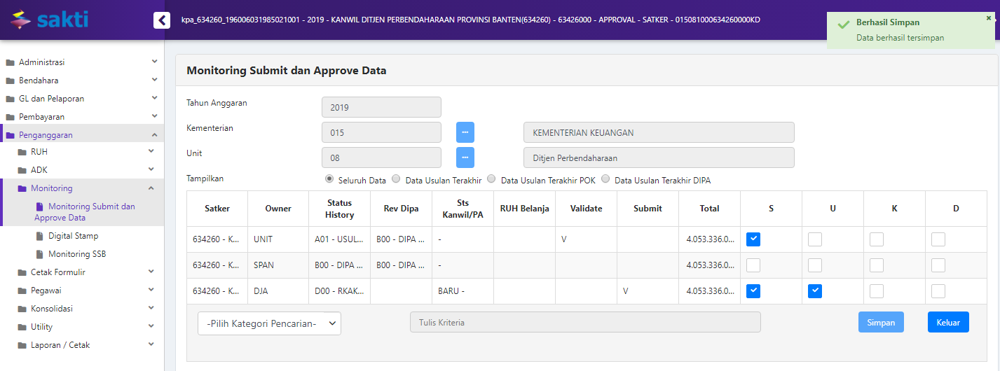 sakti
kpa_634260_196006031985021001 - 2019 - KANWIL DITJEN PERBENDAHARAAN PROVINSI BANTEN(634260) - 63426000 - APPROVAL - SATKER - 015081000634260000KD
Berhasil Simpan
Data berhasil tersimpan
Administrasi
Bendahara
GL dan Pelaporan
Pembayaran
Penganggaran
RUH
ADK
Monitoring
Monitoring Submit dan
Approve Data
Digital Stamp
Monitoring SSB
Cetak Formulir
Pegawai
Konsolidasi
Utility
Laporan / Cetak
Monitoring Submit dan Approve Data
Tahun Anggaran 2019
Kementerian 015 ... KEMENTERIAN KEUANGAN
Unit 08 ... Ditjen Perbendaharaan
Tampilkan Seluruh Data Data Usulan Terakhir Data Usulan Terakhir POK Data Usulan Terakhir DIPA
Satker Owner Status History Rev Dipa Sts Kanwil/PA RUH Belanja Validate Submit Total S U K D
634260 - K... UNIT A01 - USUL... B00 - DIPA ... - V 4.053.336.0...
634260 - K... SPAN B00 - DIPA ... B00 - DIPA ... - 4.053.336.0...
634260 - K... DJA D00 - RKAK... BARU - V 4.053.336.0...
-Pilih Kategori Pencarian- Tulis Kriteria Simpan Keluar